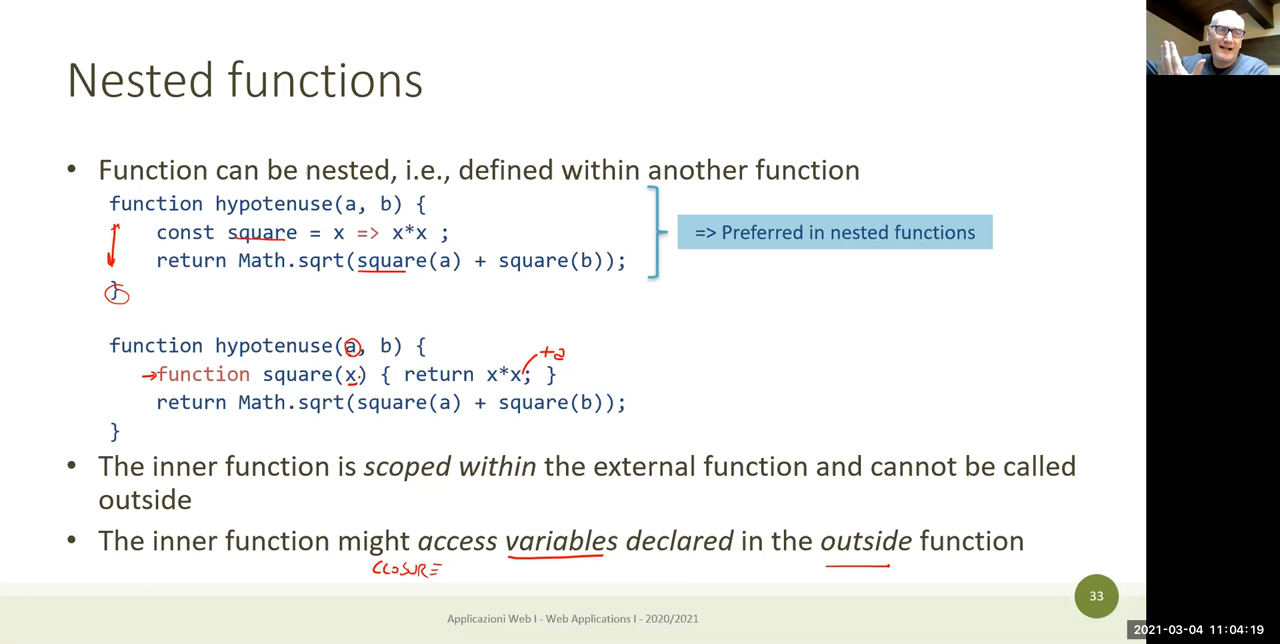 Nested functions
• Function can be nested, i.e., defined within another function
function hypotenuse(a, b) {
const square = x => x*x ;
return Math.sqrt(square(a) + square(b));
}
=> Preferred in nested functions
function hypotenuse(a, b) {
+a
function square(x) { return x*x; }
return Math.sqrt(square(a) + square(b));
}
• The inner function is scoped within the external function and cannot be called
outside
• The inner function might access variables declared in the outside function
CLOSURE
33
Applicazioni Web I - Web Applications I - 2020/2021
2021-03-04 11:04:19